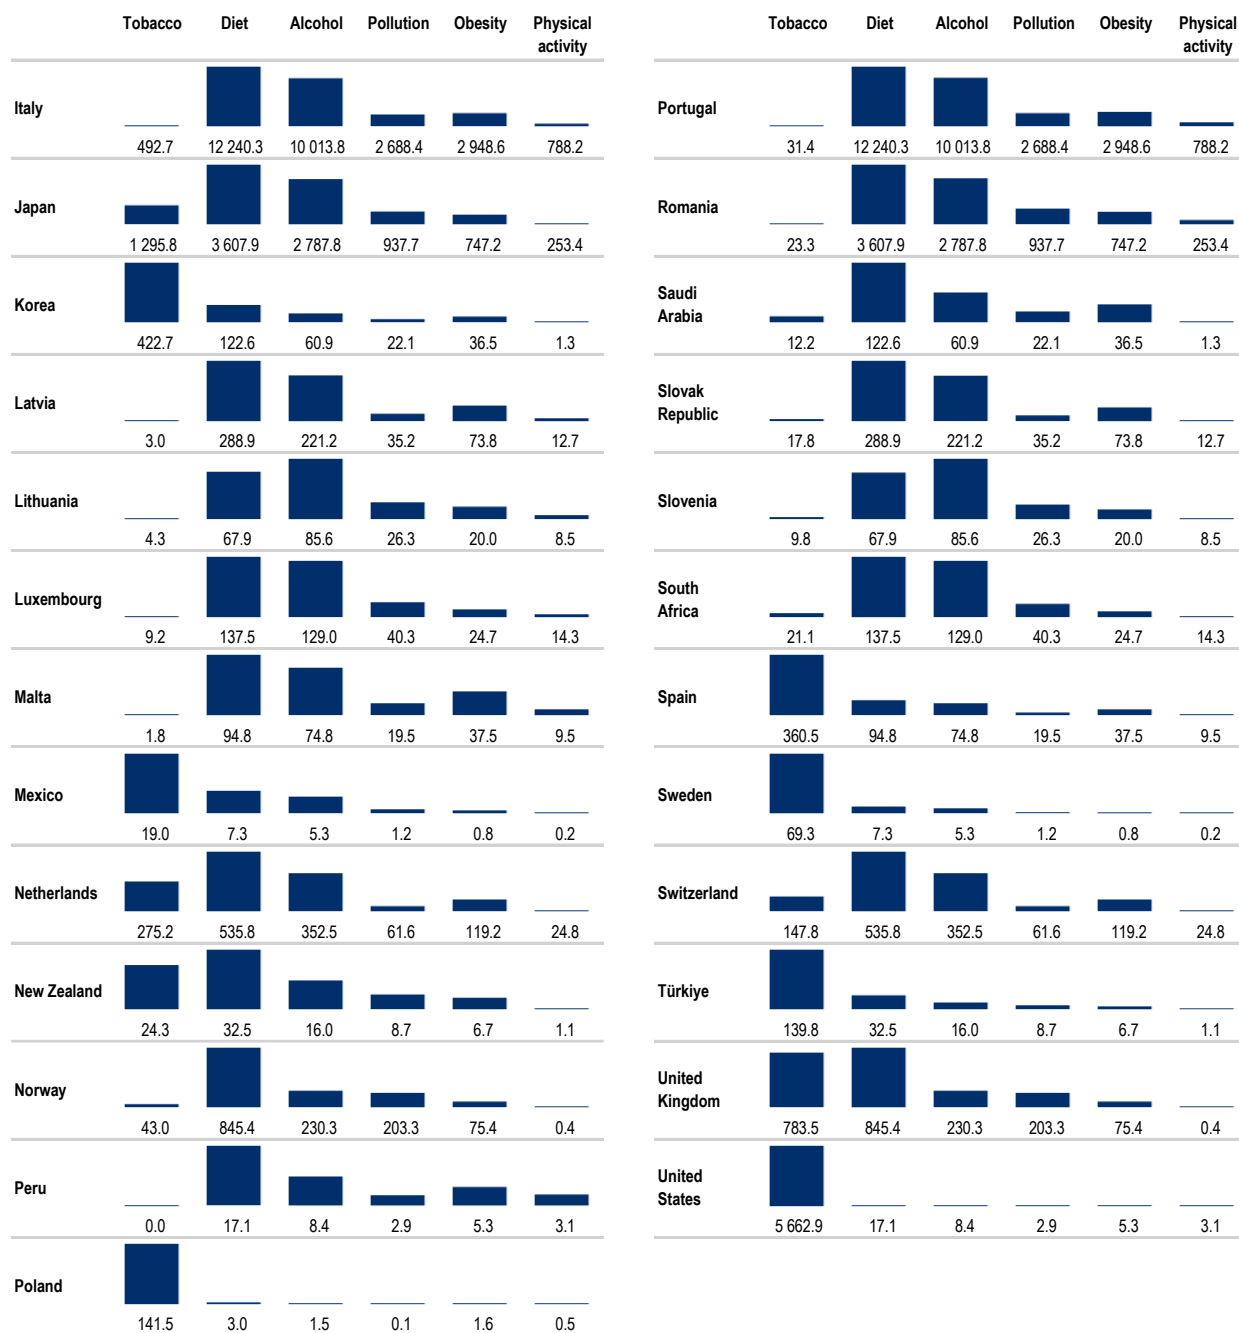 Tobacco Diet Alcohol Pollution Obesity Physical activity
Italy
492.7 12 240.3 10 013.8 2 688.4 2 948.6 788.2
Japan
1 295.8 3 607.9 2 787.8 937.7 747.2 253.4
Korea
422.7 122.6 60.9 22.1 36.5 1.3
Latvia
3.0 288.9 221.2 35.2 73.8 12.7
Lithuania
4.3 67.9 85.6 26.3 20.0 8.5
Luxembourg
9.2 137.5 129.0 40.3 24.7 14.3
Malta
1.8 94.8 74.8 19.5 37.5 9.5
Mexico
19.0 7.3 5.3 1.2 0.8 0.2
Netherlands
275.2 535.8 352.5 61.6 119.2 24.8
New Zealand
24.3 32.5 16.0 8.7 6.7 1.1
Norway
43.0 845.4 230.3 203.3 75.4 0.4
Peru
0.0 17.1 8.4 2.9 5.3 3.1
Poland
141.5 3.0 1.5 0.1 1.6 0.5
Tobacco Diet Alcohol Pollution Obesity Physical activity
Portugal
31.4 12 240.3 10 013.8 2 688.4 2 948.6 788.2
Romania
23.3 3 607.9 2 787.8 937.7 747.2 253.4
Saudi
Arabia
12.2 122.6 60.9 22.1 36.5 1.3
Slovak
Republic
17.8 288.9 221.2 35.2 73.8 12.7
Slovenia
9.8 67.9 85.6 26.3 20.0 8.5
South
Africa
21.1 137.5 129.0 40.3 24.7 14.3
Spain
360.5 94.8 74.8 19.5 37.5 9.5
Sweden
69.3 7.3 5.3 1.2 0.8 0.2
Switzerland
147.8 535.8 352.5 61.6 119.2 24.8
Türkiye
139.8 32.5 16.0 8.7 6.7 1.1
United
Kingdom
783.5 845.4 230.3 203.3 75.4 0.4
United
States
5 662.9 17.1 8.4 2.9 5.3 3.1